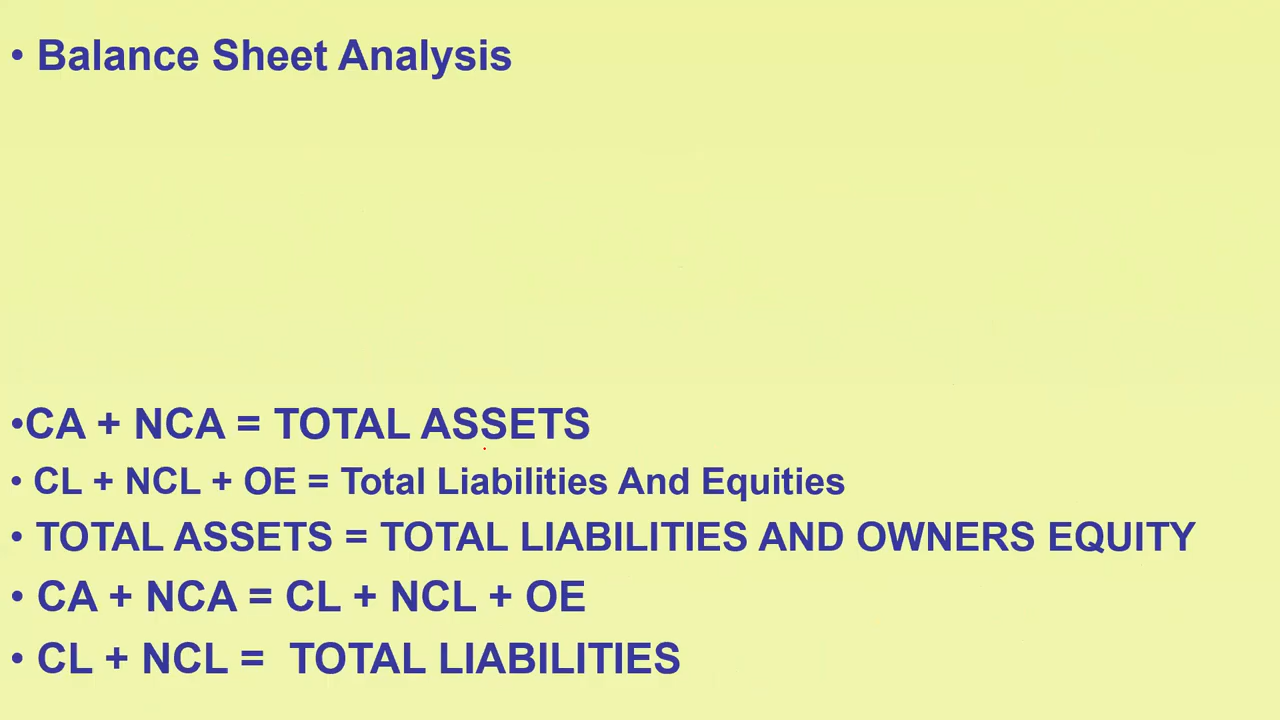 • Balance Sheet Analysis
•CA + NCA = TOTAL ASSETS
• CL + NCL + OE = Total Liabilities And Equities
• TOTAL ASSETS = TOTAL LIABILITIES AND OWNERS EQUITY
• CA + NCA = CL + NCL + OE
• CL + NCL = TOTAL LIABILITIES